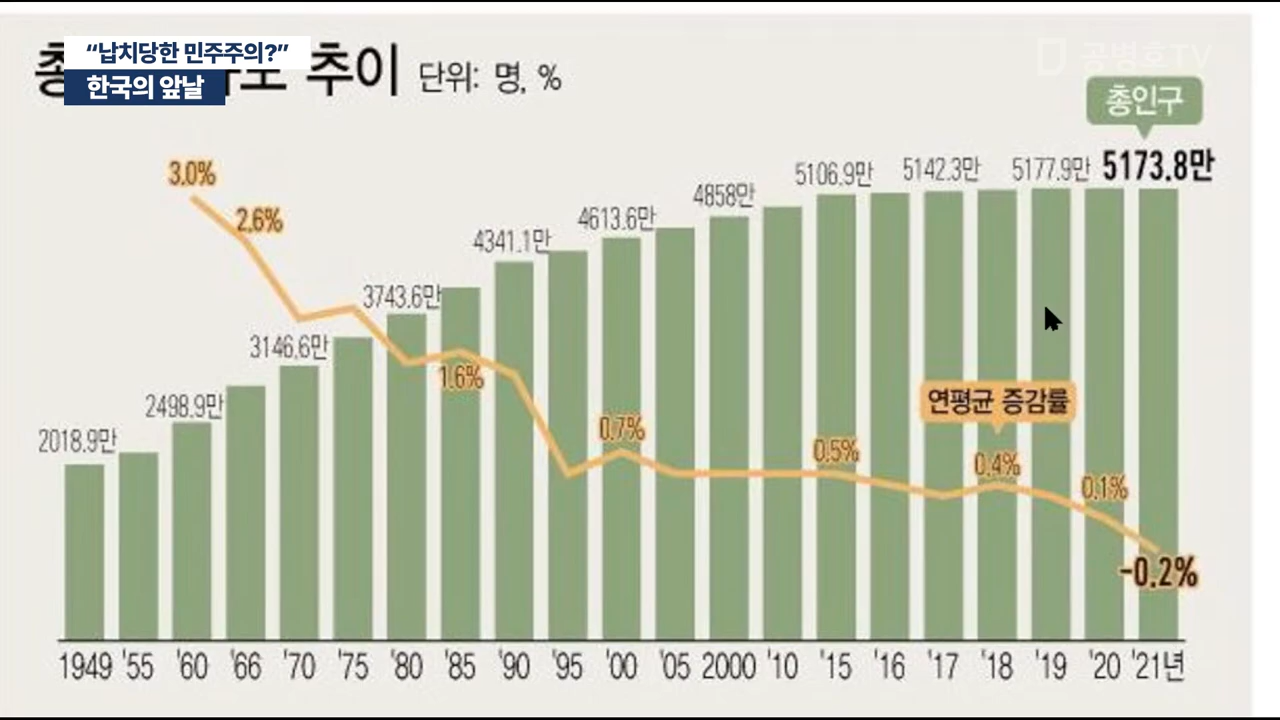 “납치당한 민주주의?”
한국의 앞날
추이 단위: 명, %
공병호TV
총인구
3.0%
2.6%
5106.9만
5142.3만
5177.9만
5173.8만
4858만
4613.6만
4341.1만
3743.6만
3146.6만
1.6%
2498.9만
2018.9만
연평균 증감률
0.7%
0.5%
0.4%
0.1%
-0.2%
1949 '55 '60 '66 '70 '75 '80 '85 '90 '95 '00 '05 2000 '10 '15 '16 '17 '18 '19 '20 '21년